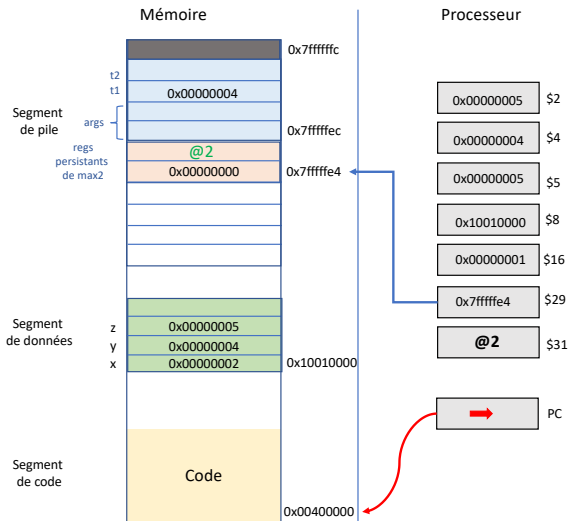 Mémoire
Processeur
0x7ffffffc
t2
t1
0x00000004
Segment
de pile
args
0x7fffffec
regs
persistants
de max2
@2
0x00000000
0x7fffffe4
0x00000005
$2
0x00000004
$4
0x00000005
$5
0x10010000
$8
0x00000001
$16
0x7fffffe4
$29
@2
$31
PC
Segment
de données
z
0x00000005
y
0x00000004
x
0x00000002
0x10010000
Segment
de code
Code
0x00400000